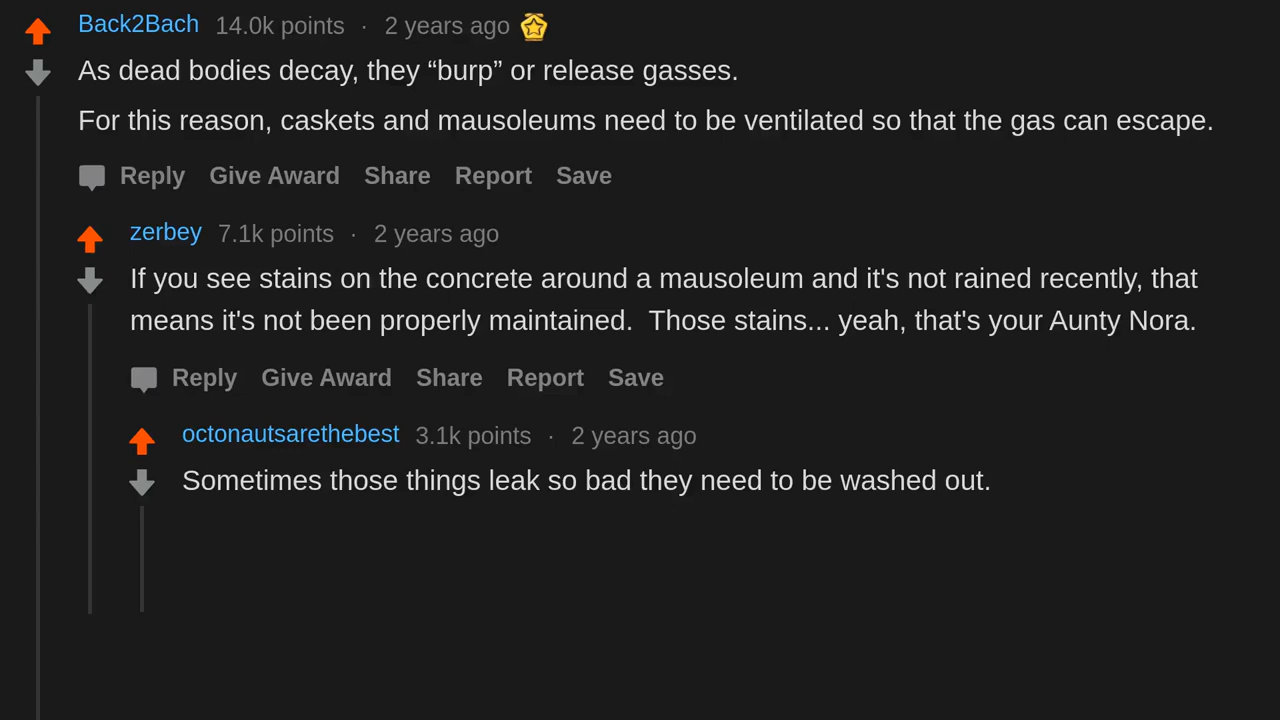 Back2Bach 14.0k points · 2 years ago
As dead bodies decay, they “burp” or release gasses.
For this reason, caskets and mausoleums need to be ventilated so that the gas can escape.
Reply Give Award Share Report Save
zerbey 7.1k points · 2 years ago
If you see stains on the concrete around a mausoleum and it's not rained recently, that
means it's not been properly maintained.  Those stains... yeah, that's your Aunty Nora.
Reply Give Award Share Report Save
octonautsarethebest 3.1k points · 2 years ago
Sometimes those things leak so bad they need to be washed out.